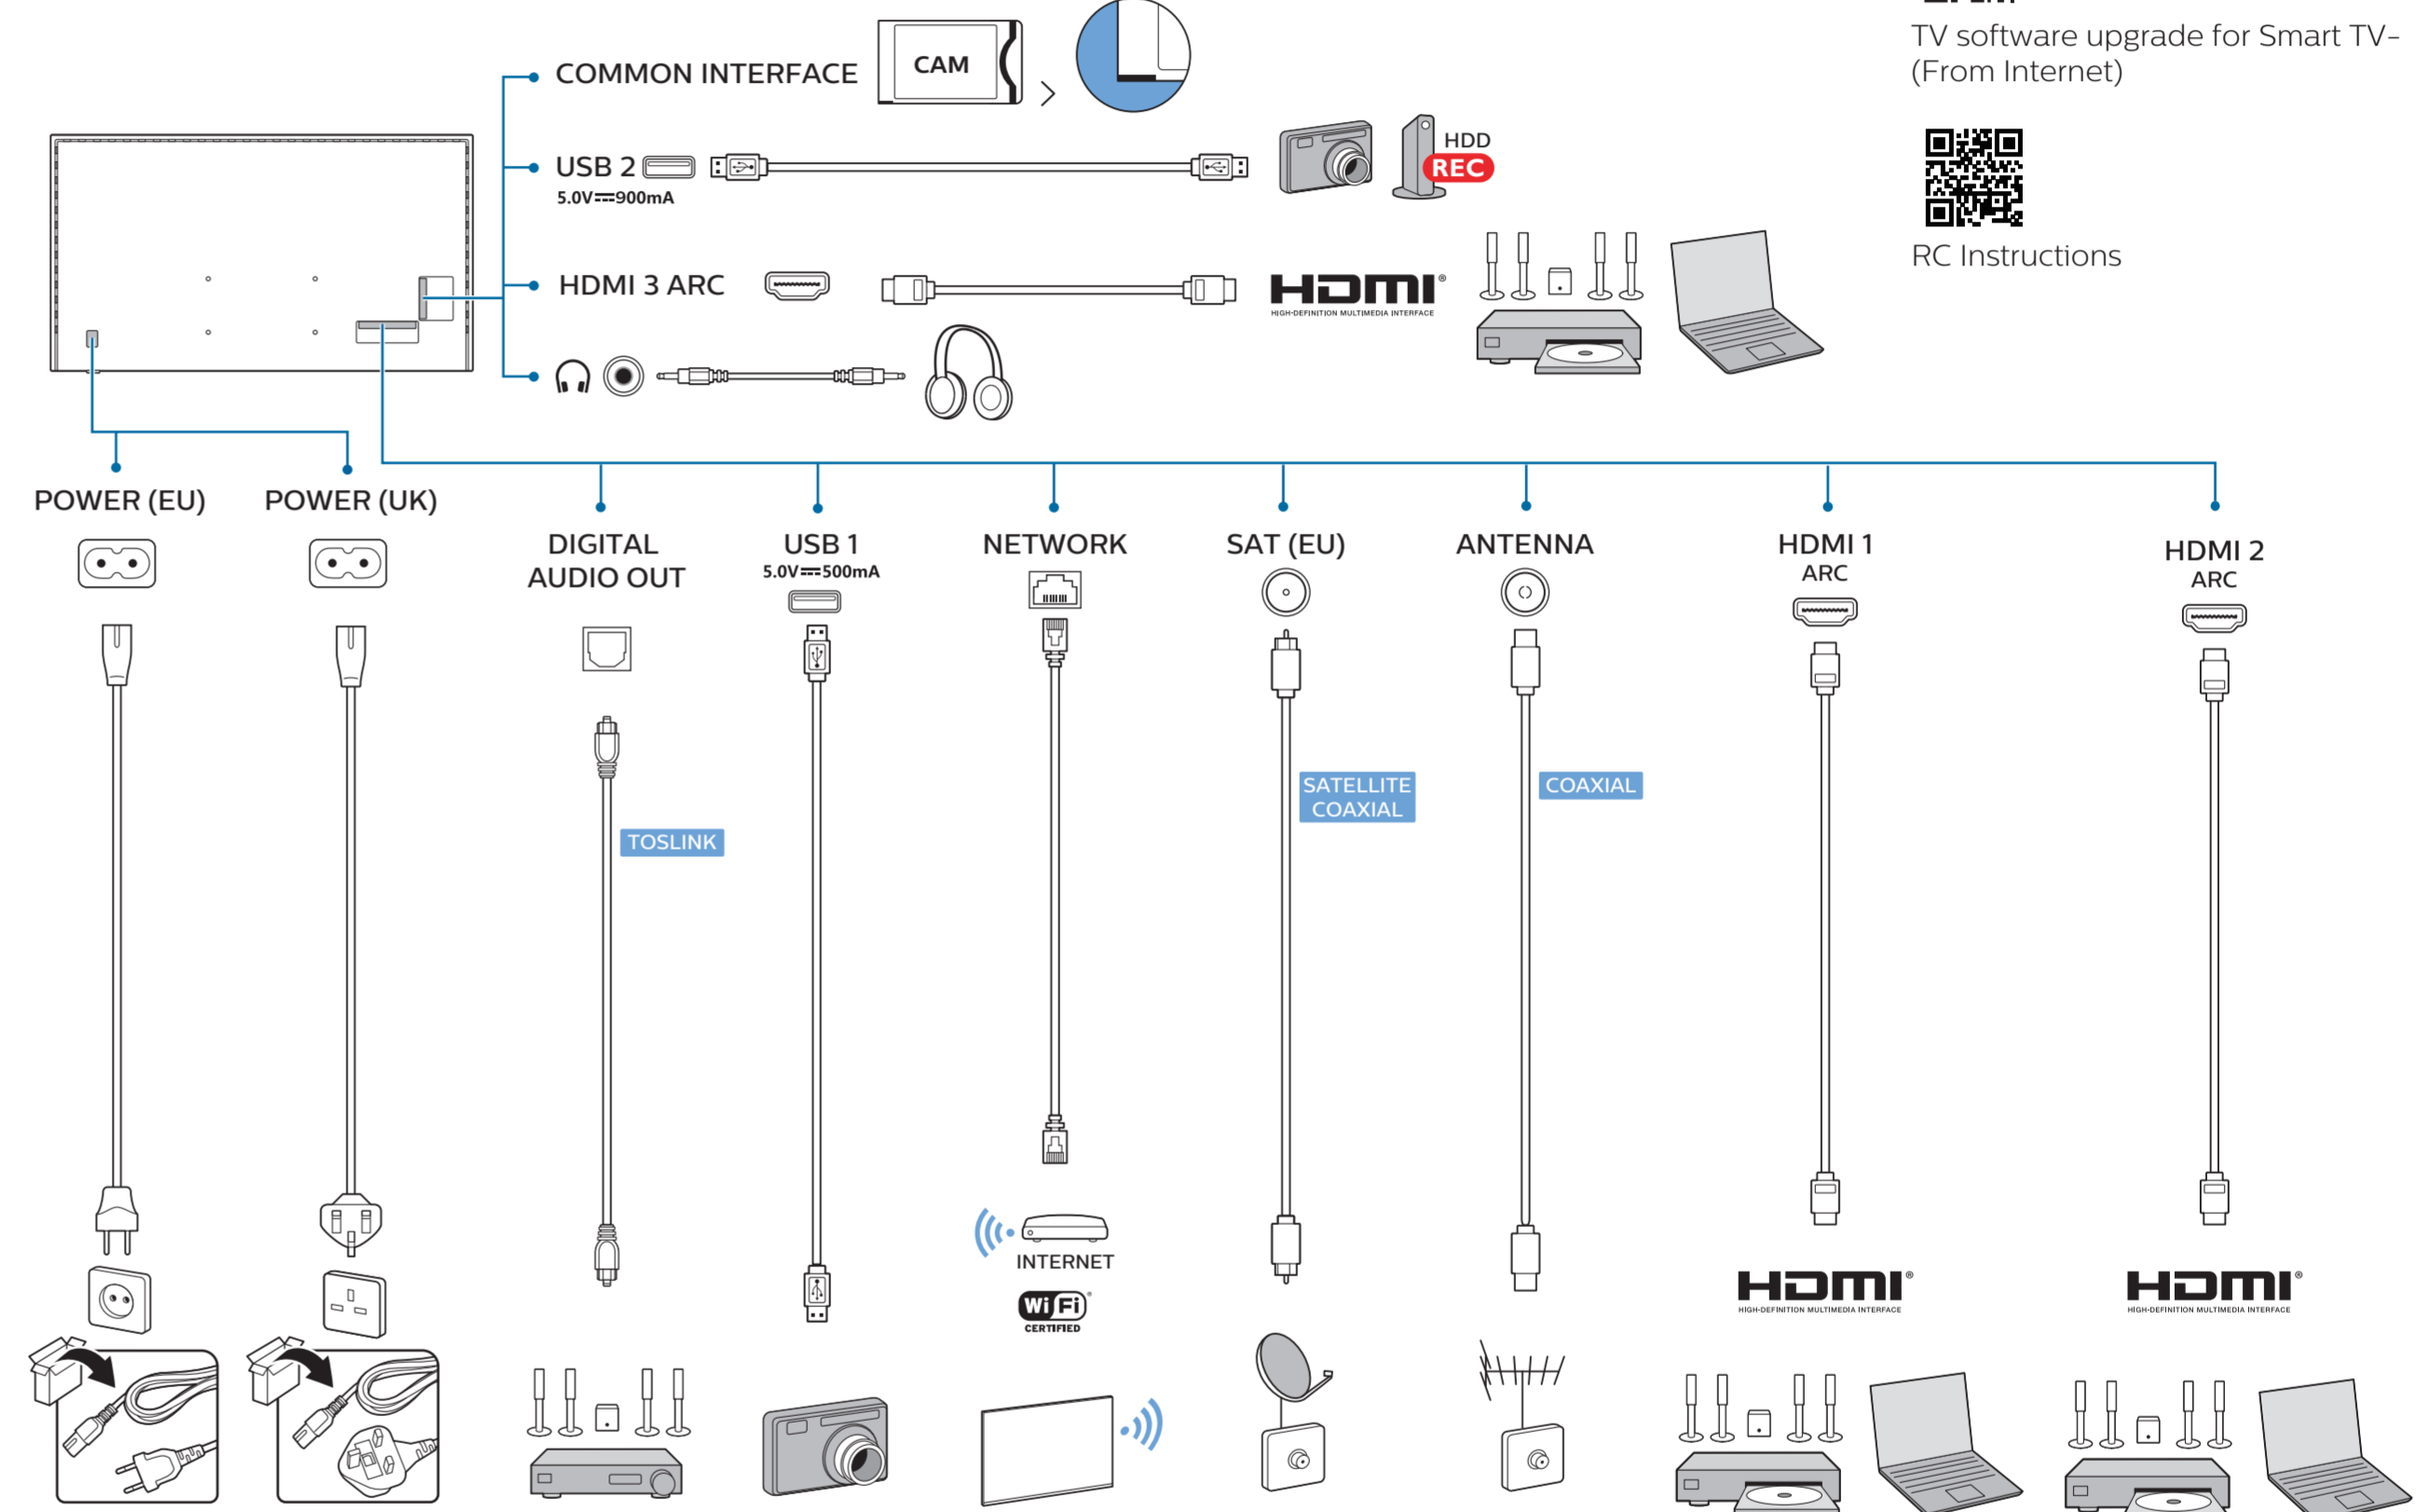 TV software upgrade for Smart TV-
(From Internet)
RC Instructions
COMMON INTERFACE
CAM
USB 2
5.0V⎓900mA
HDD
REC
HDMI 3 ARC
HDMI®
HIGH-DEFINITION MULTIMEDIA INTERFACE
POWER (EU)
POWER (UK)
DIGITAL
AUDIO OUT
USB 1
5.0V⎓500mA
NETWORK
SAT (EU)
ANTENNA
HDMI 1
ARC
HDMI 2
ARC
TOSLINK
SATELLITE
COAXIAL
COAXIAL
INTERNET
Wi Fi®
CERTIFIED
HDMI®
HIGH-DEFINITION MULTIMEDIA INTERFACE
HDMI®
HIGH-DEFINITION MULTIMEDIA INTERFACE